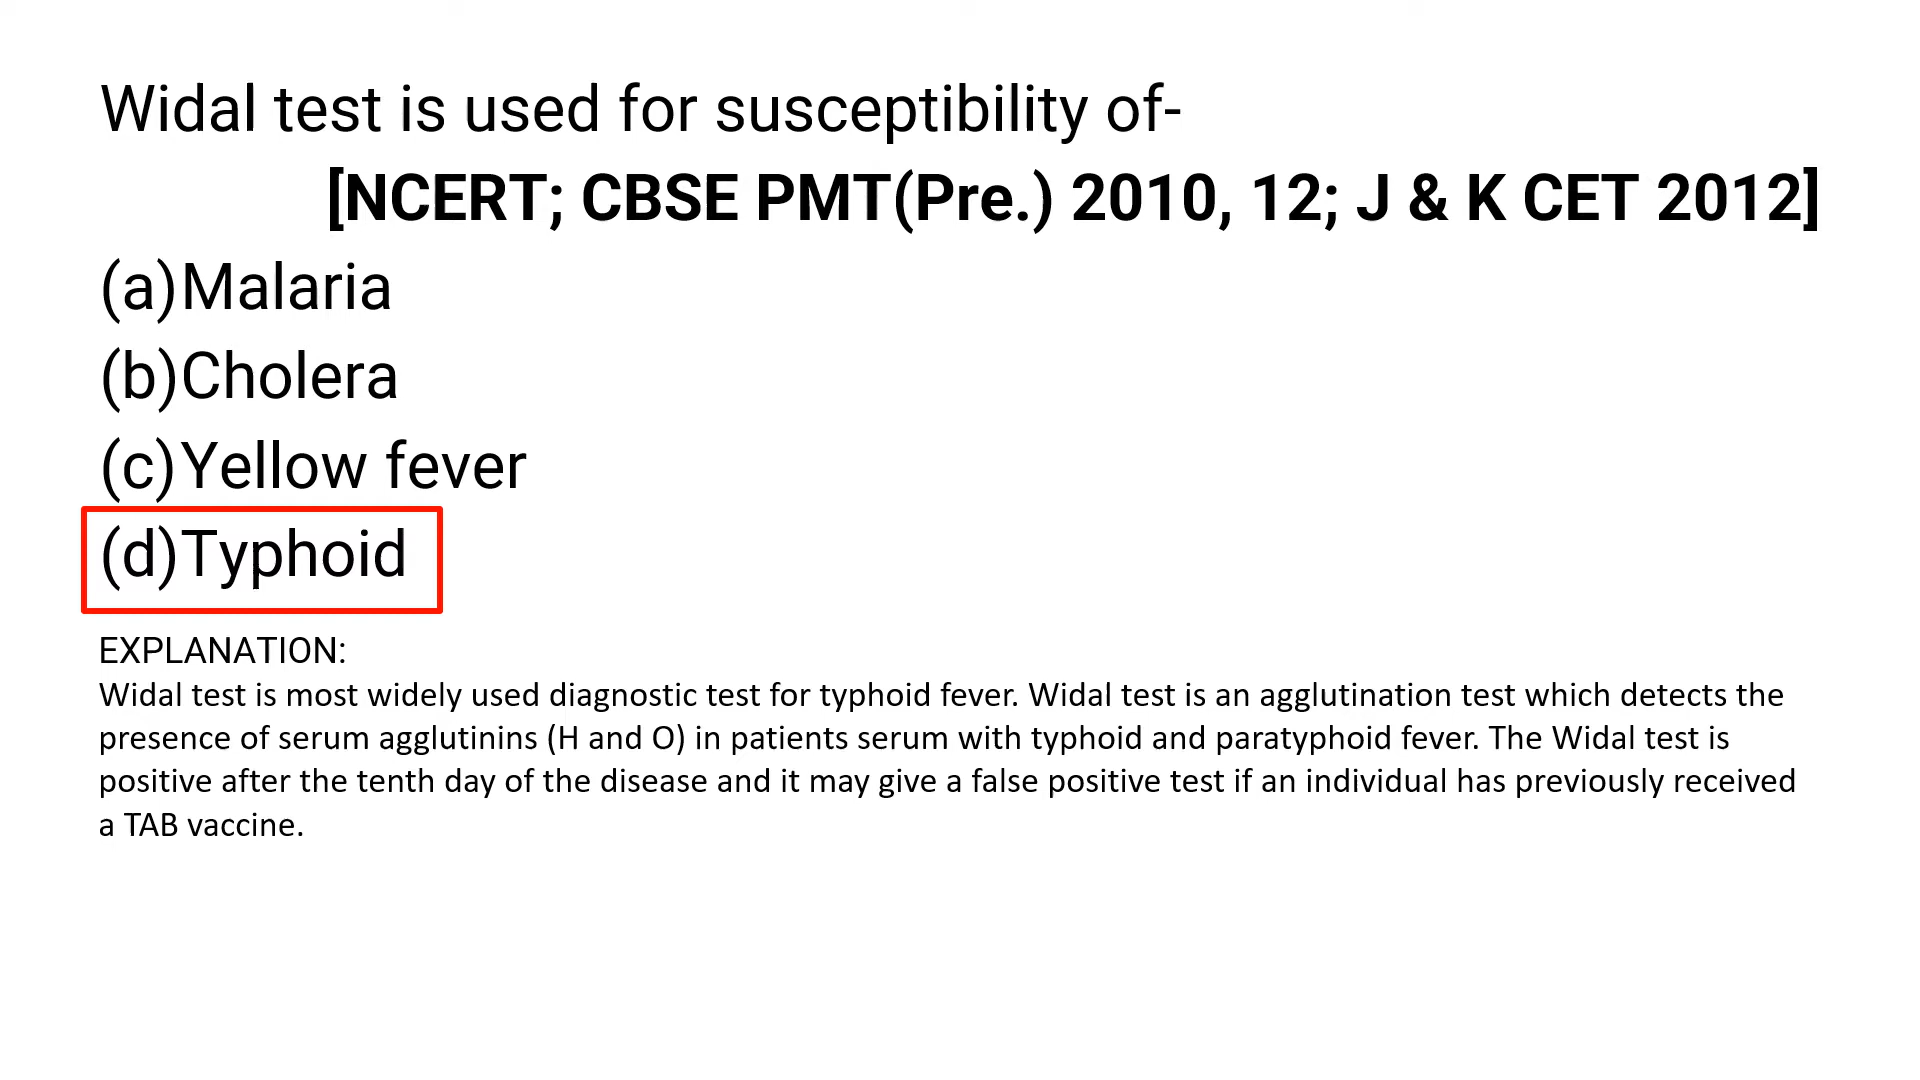 Widal test is used for susceptibility of-
[NCERT; CBSE PMT(Pre.) 2010, 12; J & K CET 2012]
(a)Malaria
(b)Cholera
(c)Yellow fever
(d)Typhoid
EXPLANATION:
Widal test is most widely used diagnostic test for typhoid fever. Widal test is an agglutination test which detects the
presence of serum agglutinins (H and O) in patients serum with typhoid and paratyphoid fever. The Widal test is
positive after the tenth day of the disease and it may give a false positive test if an individual has previously received
a TAB vaccine.